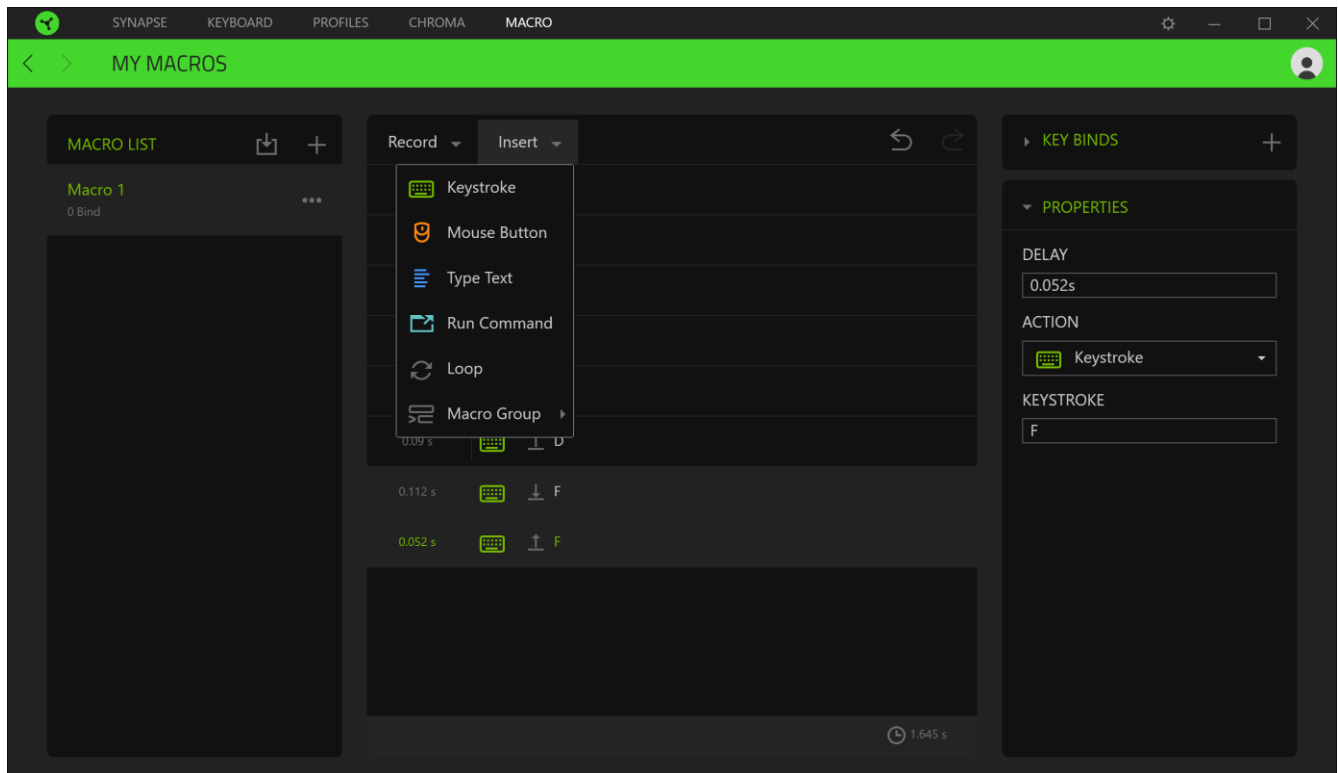 SYNAPSE KEYBOARD PROFILES CHROMA MACRO
MY MACROS
MACRO LIST
Macro 1
0 Bind
Record Insert
Keystroke
Mouse Button
Type Text
Run Command
Loop
Macro Group
0.09 s D
0.112 s F
0.052 s F
1.645 s
KEY BINDS
PROPERTIES
DELAY
0.052s
ACTION
Keystroke
KEYSTROKE
F